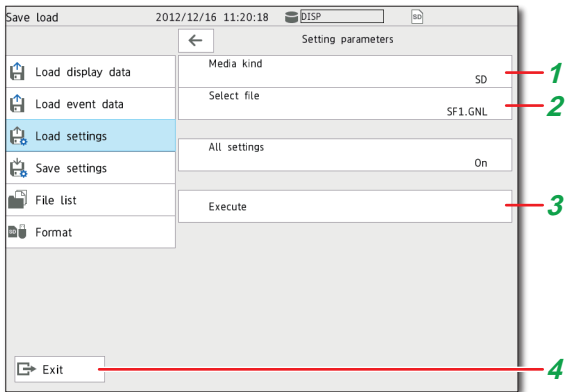 Save load 2012/12/16 11:20:18 DISP SD
Setting parameters
Media kind
SD 1
Load display data
Select file
SF1.GNL 2
Load event data
Load settings
All settings
On
Save settings
File list
Execute 3
SD Format
Exit 4